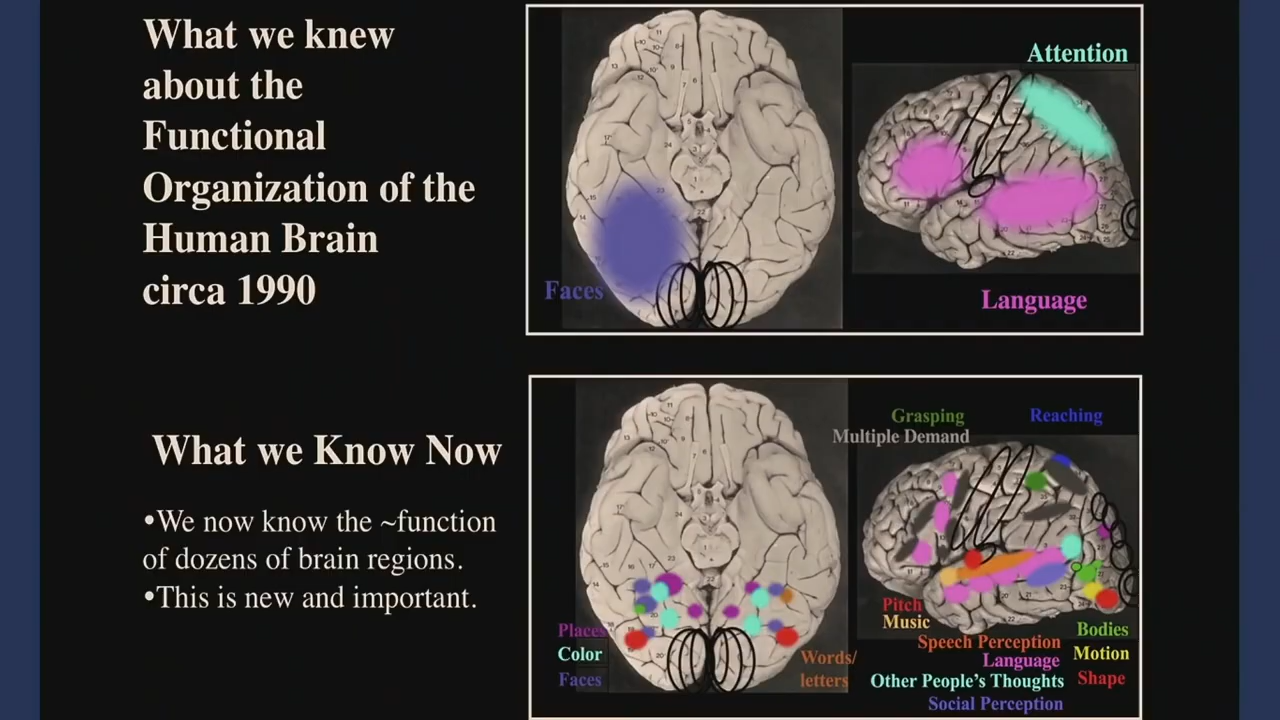 What we knew
about the
Functional
Organization of the
Human Brain
circa 1990
Attention
Faces
Language
What we Know Now
•We now know the ~function
of dozens of brain regions.
•This is new and important.
Grasping
Reaching
Multiple Demand
Places
Color
Faces
Words/
letters
Pitch
Music
Speech Perception
Language
Other People's Thoughts
Social Perception
Bodies
Motion
Shape